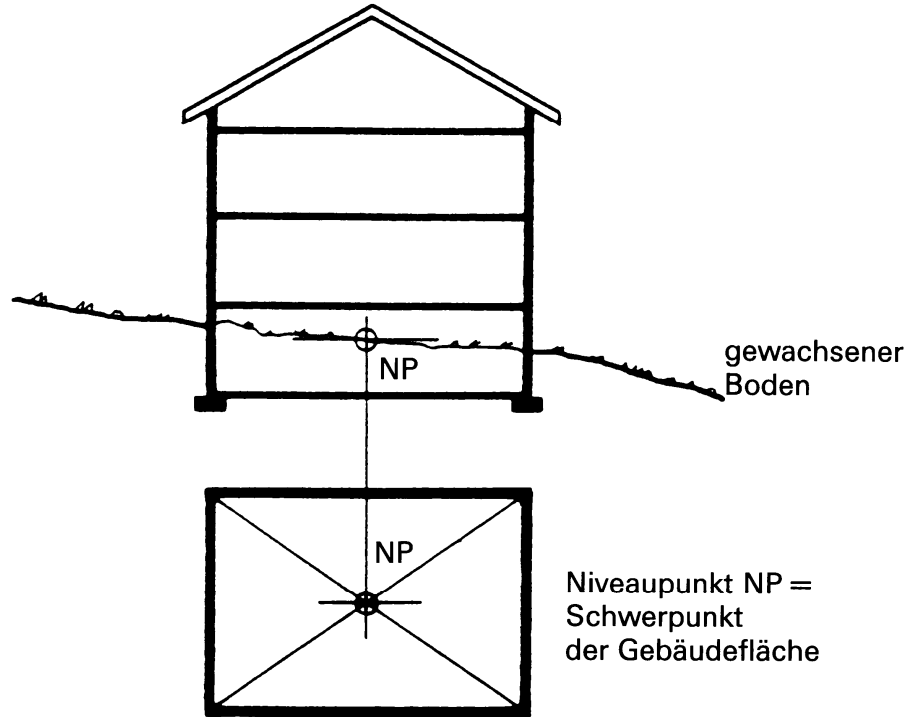 NP
gewachsener
Boden
NP
Niveaupunkt NP =
Schwerpunkt
der Gebäudefläche